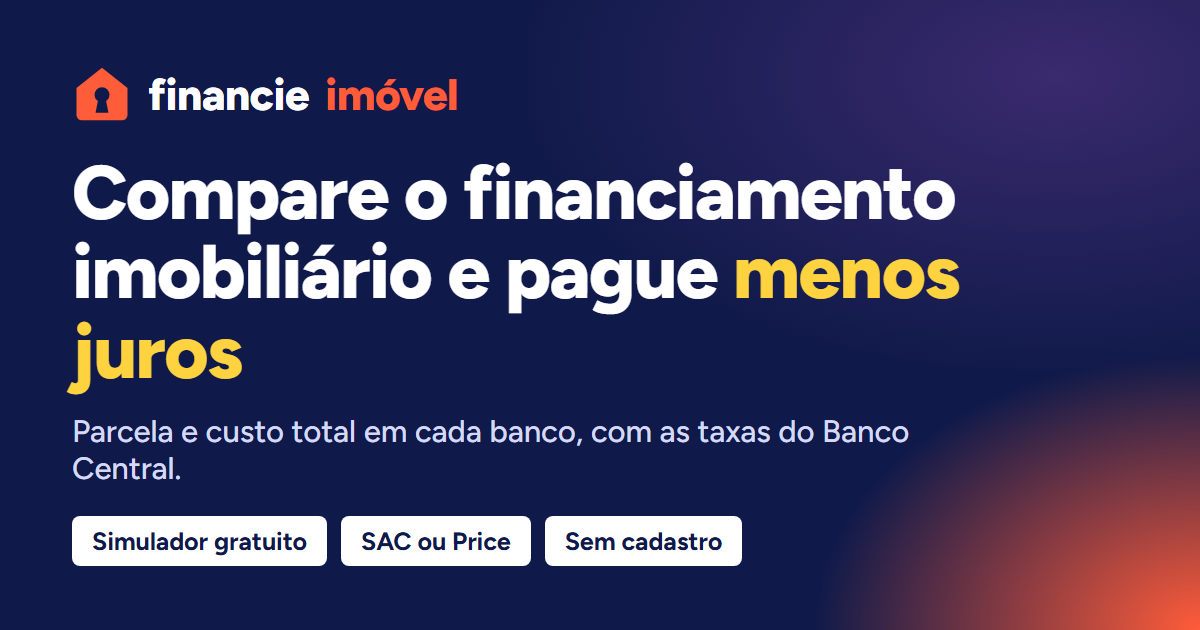 financie imóvel
Compare o financiamento
imobiliário e pague menos
juros
Parcela e custo total em cada banco, com as taxas do Banco
Central.
Simulador gratuito
SAC ou Price
Sem cadastro